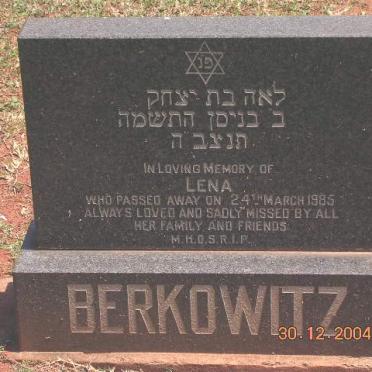 פנ
לאה בת יצחק
ב בניסן התשמה
תנצב ה
IN LOVING MEMORY OF
LENA
WHO PASSED AWAY ON 24TH MARCH 1985
ALWAYS LOVED AND SADLY MISSED BY ALL
HER FAMILY AND FRIENDS
M.H.D.S.R.I.P.
BERKOWITZ
30.12.2004